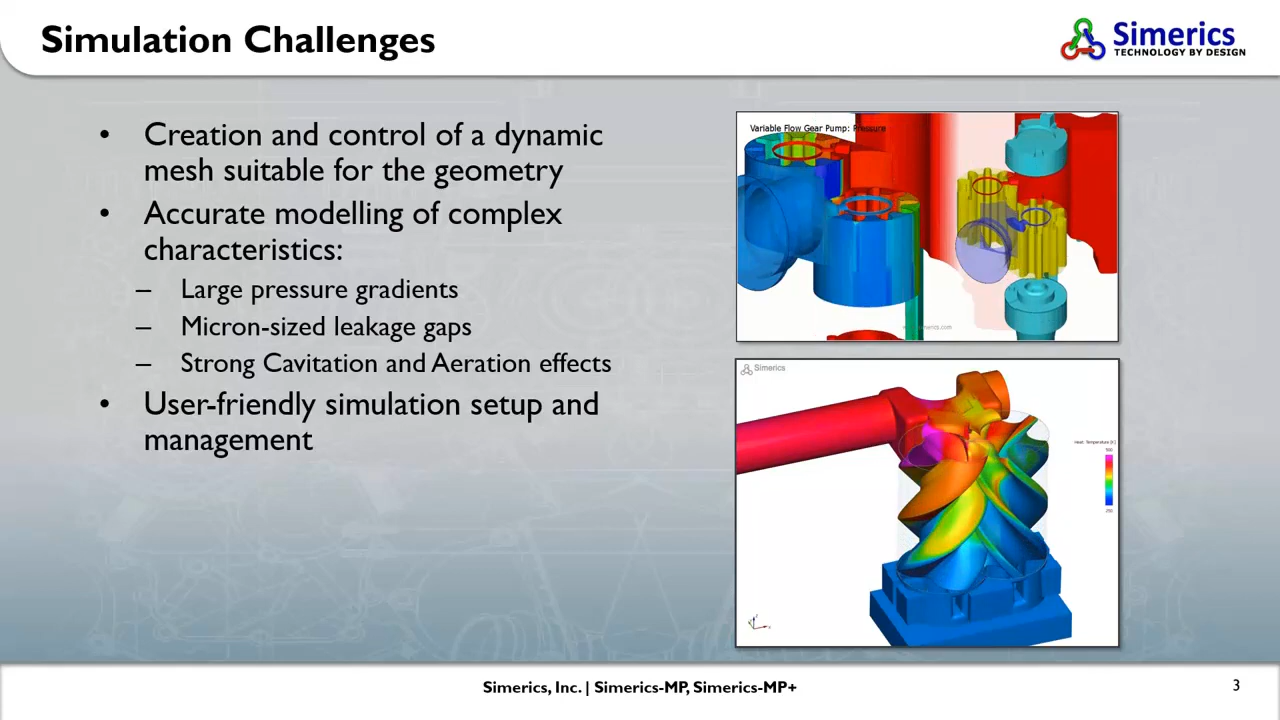 Simulation Challenges
Simerics
TECHNOLOGY BY DESIGN
• Creation and control of a dynamic
mesh suitable for the geometry
• Accurate modelling of complex
characteristics:
– Large pressure gradients
– Micron-sized leakage gaps
– Strong Cavitation and Aeration effects
• User-friendly simulation setup and
management
Variable Flow Gear Pump: Pressure
Simerics
Simerics, Inc. | Simerics-MP, Simerics-MP+
3